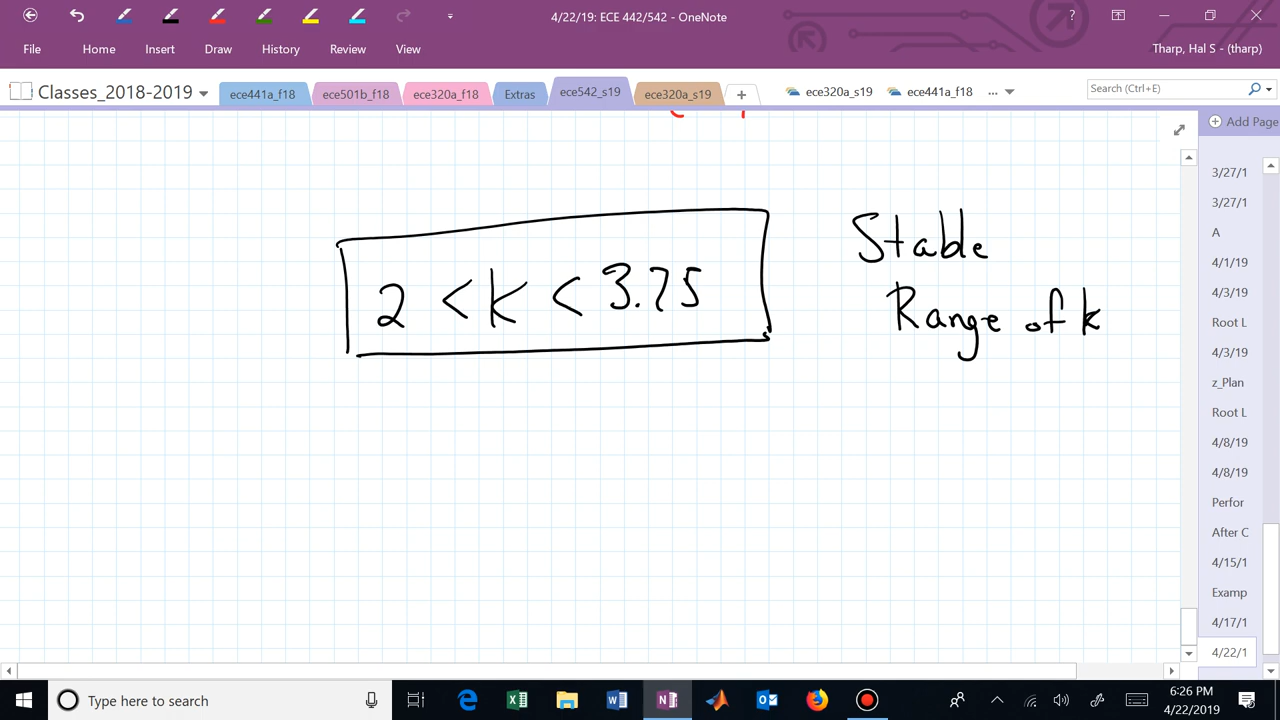 4/22/19: ECE 442/542 - OneNote
?
File
Home
Insert
Draw
History
Review
View
Tharp, Hal S - (tharp)
Classes_2018-2019
ece441a_f18
ece501b_f18
ece320a_f18
Extras
ece542_s19
ece320a_s19
+
ece320a_s19
ece441a_f18
...
Search (Ctrl+E)
Add Page
3/27/1
3/27/1
A
4/1/19
4/3/19
Root L
4/3/19
z_Plan
Root L
4/8/19
4/8/19
Perfor
After C
4/15/1
Examp
4/17/1
4/22/1
2 < K < 3.75
Stable
Range of k
Type here to search
6:26 PM
4/22/2019